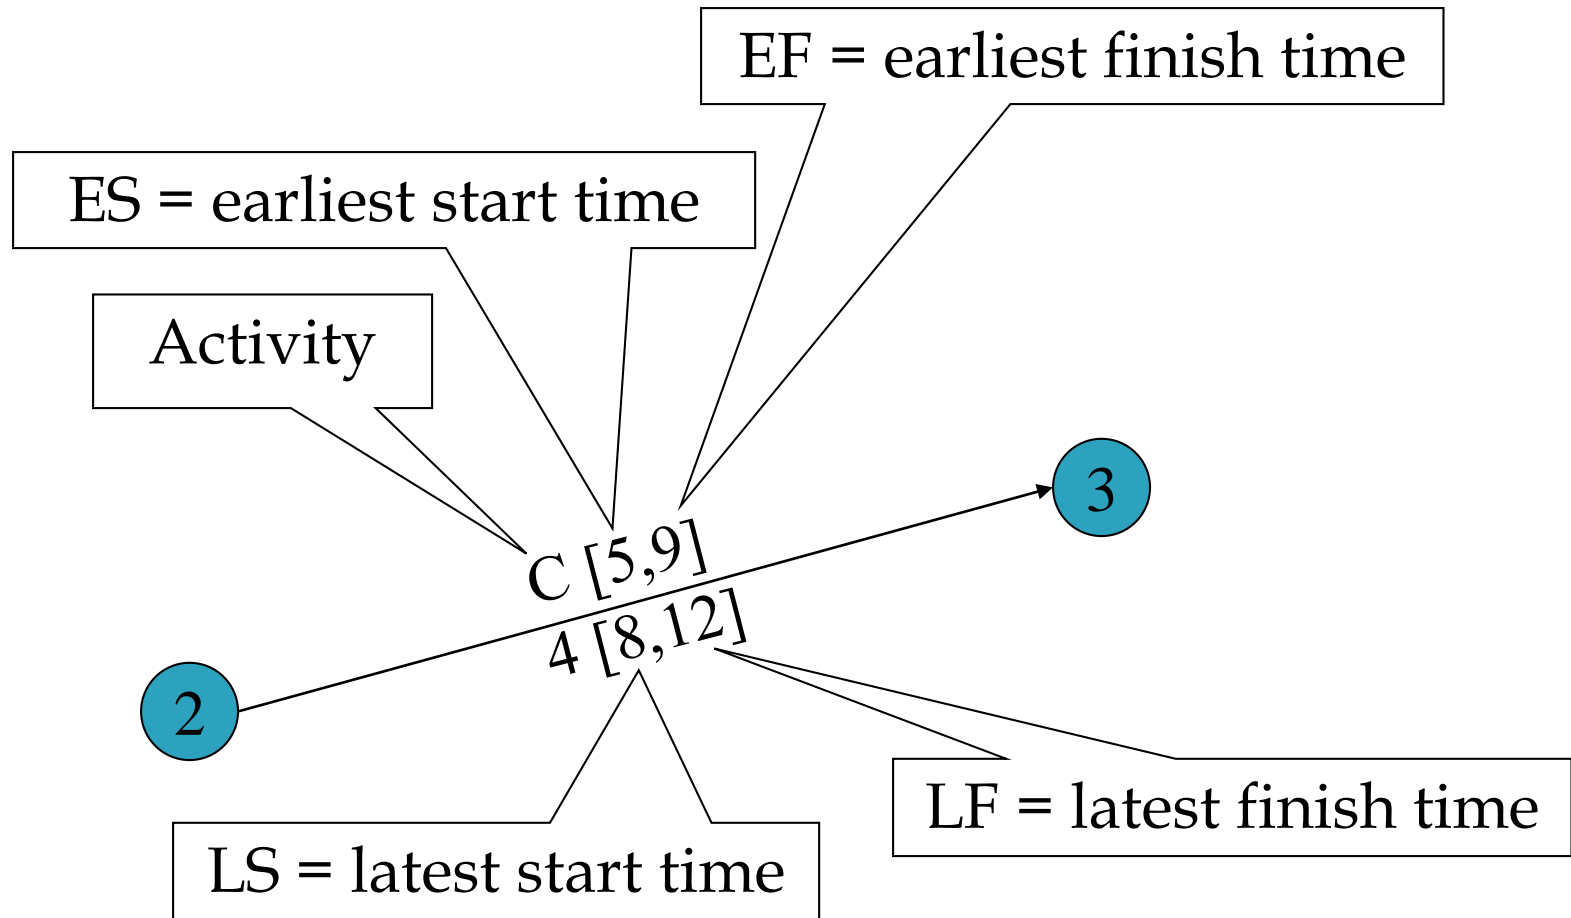 EF = earliest finish time
ES = earliest start time
Activity
3
C [5,9]
4 [8,12]
2
LF = latest finish time
LS = latest start time